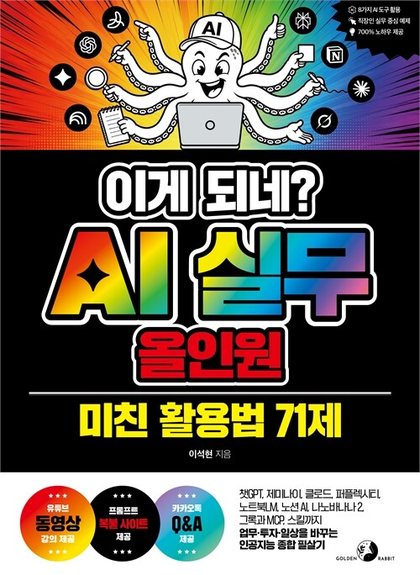 8가지 AI 도구 활용
직장인 실무 중심 예제
700% 노하우 제공
AI
이게 되네?
AI 실무
올인원
미친 활용법 71제
이석현 지음
유튜브
동영상
강의 제공
프롬프트
복붙 사이트
제공
카카오톡
Q&A
제공
챗GPT, 제미나이, 클로드, 퍼플렉시티,
노트북LM, 노션 AI, 나노바나나 2,
그록과 MCP, 스킬까지
업무·투자·일상을 바꾸는
인공지능 종합 필살기
GOLDEN RABBIT